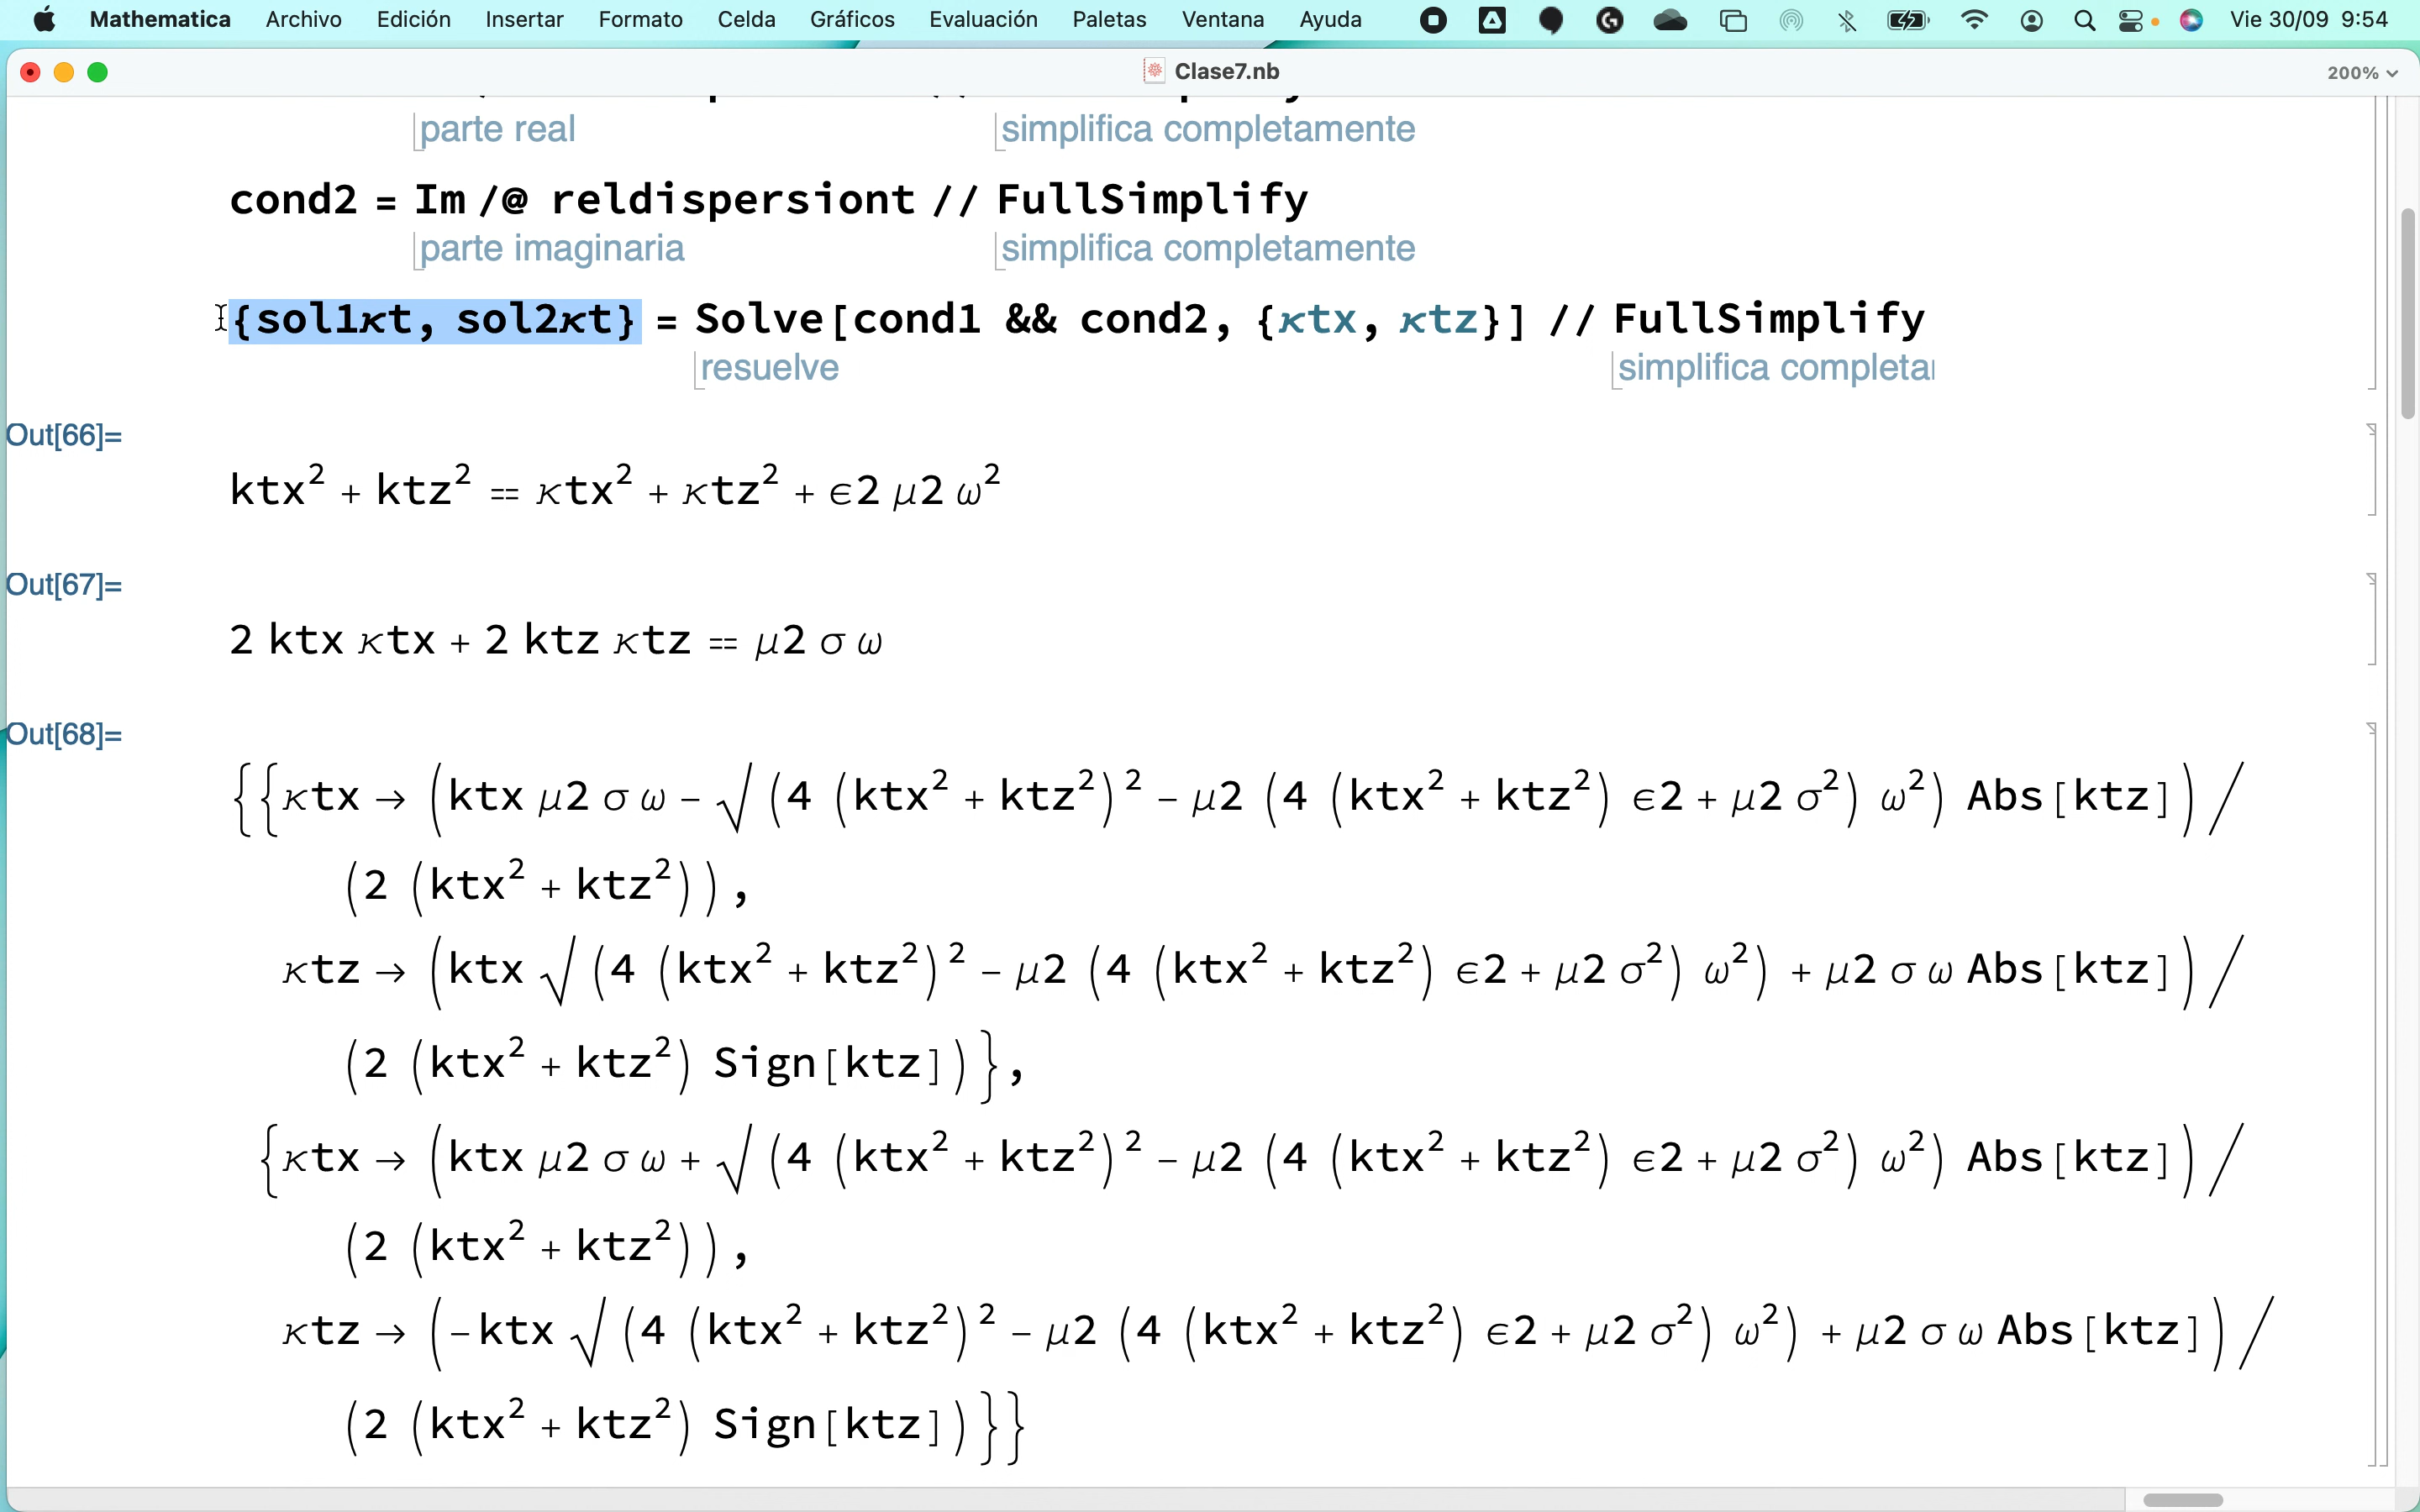 Mathematica Archivo Edición Insertar Formato Celda Gráficos Evaluación Paletas Ventana Ayuda Vie 30/09 9:54
Clase7.nb 200%
parte real simplifica completamente
cond2 = Im /@ reldispersiont // FullSimplify
parte imaginaria simplifica completamente
{sol1κt, sol2κt} = Solve[cond1 && cond2, {κtx, κtz}] // FullSimplify
resuelve simplifica completa
Out[66]=
ktx² + ktz² == κtx² + κtz² + ϵ2 μ2 ω²
Out[67]=
2 ktx κtx + 2 ktz κtz == μ2 σ ω
Out[68]=
{{κtx → (ktx μ2 σ ω - √(4 (ktx² + ktz²)² - μ2 (4 (ktx² + ktz²) ϵ2 + μ2 σ²) ω²) Abs[ktz]) /
(2 (ktx² + ktz²)),
κtz → (ktx √(4 (ktx² + ktz²)² - μ2 (4 (ktx² + ktz²) ϵ2 + μ2 σ²) ω²) + μ2 σ ω Abs[ktz]) /
(2 (ktx² + ktz²) Sign[ktz])},
{κtx → (ktx μ2 σ ω + √(4 (ktx² + ktz²)² - μ2 (4 (ktx² + ktz²) ϵ2 + μ2 σ²) ω²) Abs[ktz]) /
(2 (ktx² + ktz²)),
κtz → (-ktx √(4 (ktx² + ktz²)² - μ2 (4 (ktx² + ktz²) ϵ2 + μ2 σ²) ω²) + μ2 σ ω Abs[ktz]) /
(2 (ktx² + ktz²) Sign[ktz])}}